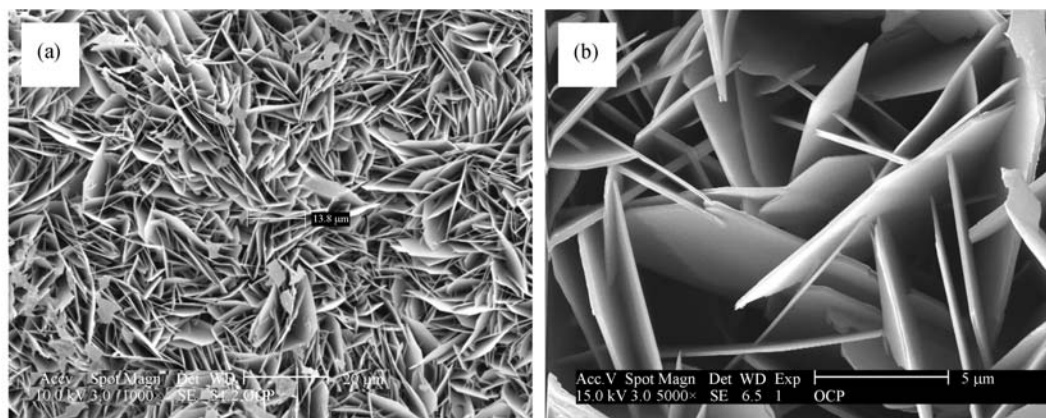 (a)
13.8 μm
Acc.V Spot Magn Det WD 20 μm
10.0 kV 3.0 1000× SE OCP
(b)
Acc.V Spot Magn Det WD Exp 5 μm
15.0 kV 3.0 5000× SE 6.5 1 OCP